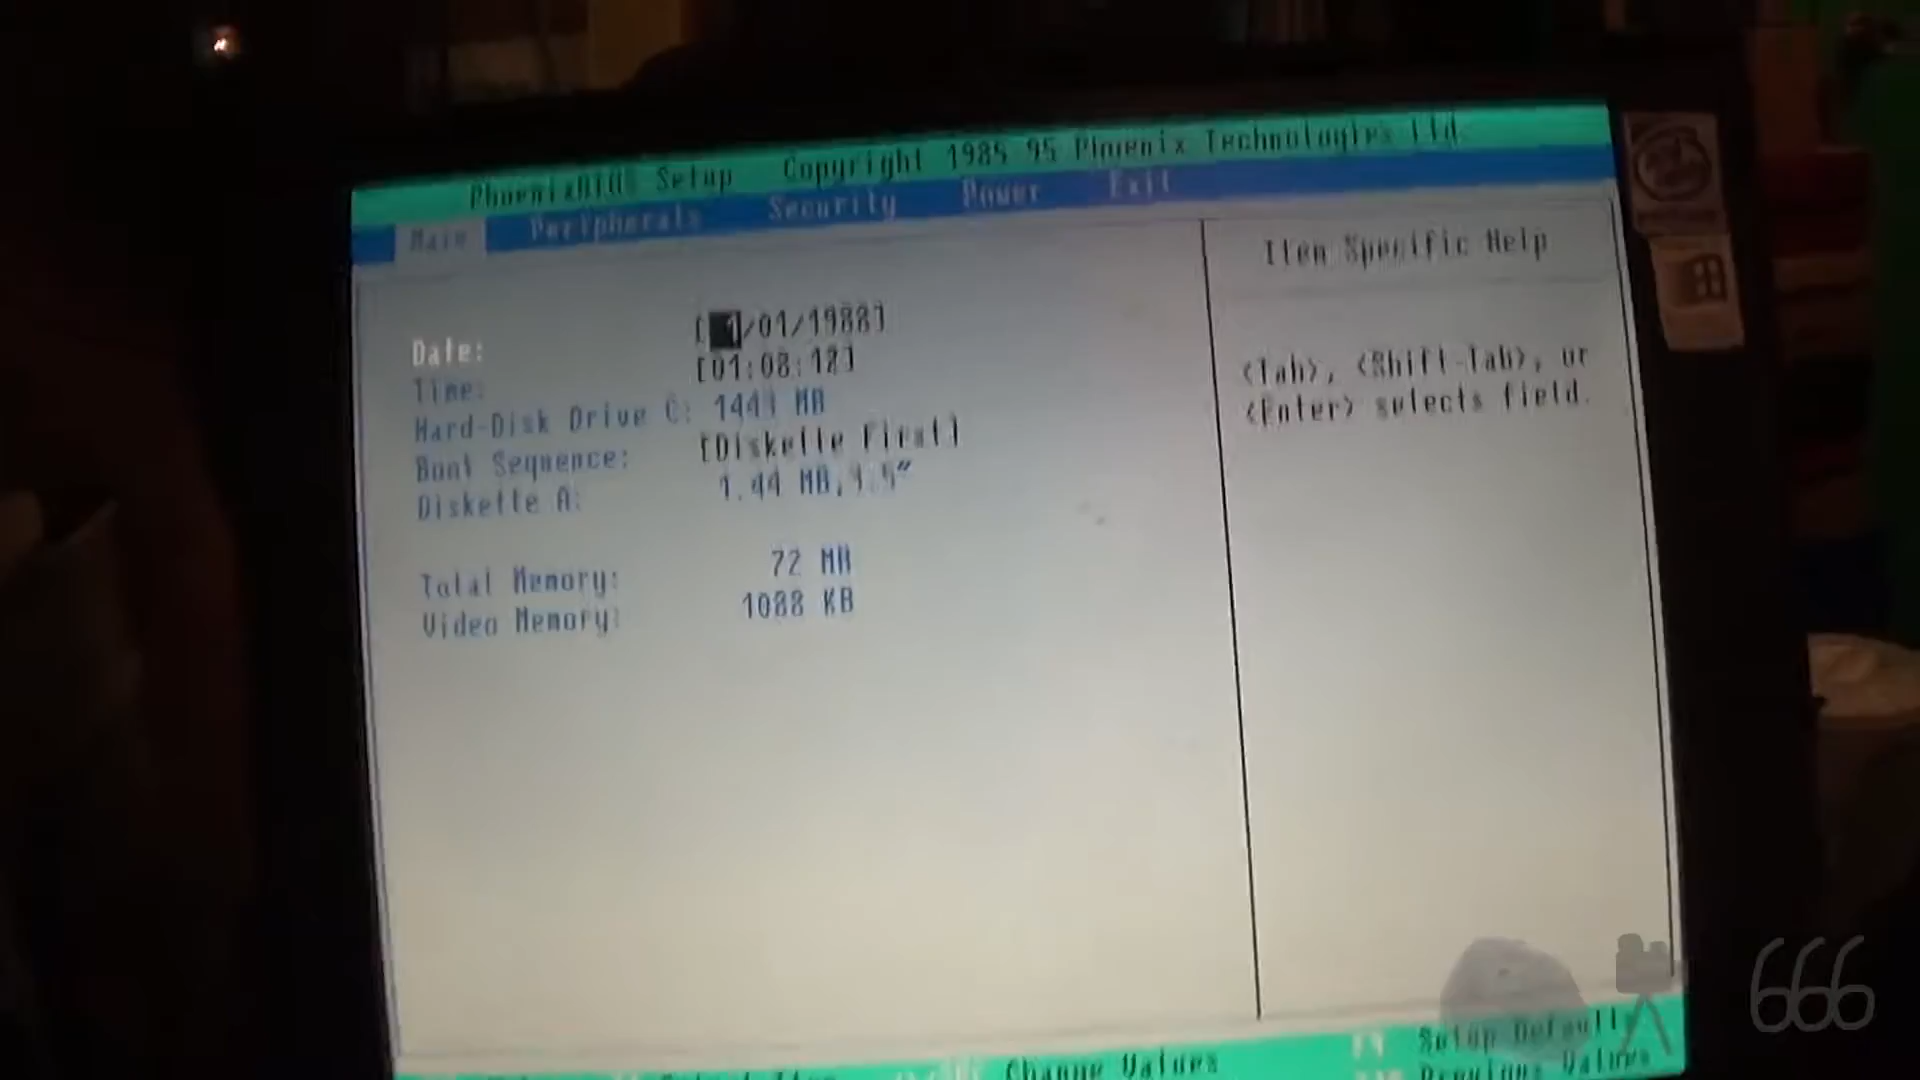 PhoenixBIOS Setup   Copyright 1985-95 Phoenix Technologies Ltd.
Main   Peripherals   Security   Power   Exit
Item Specific Help
Date: [ 1/01/1988]
Time: [01:08:12]
Hard-Disk Drive C: 1443 MB
Boot Sequence: [Diskette First]
Diskette A: 1.44 MB, 3.5"
Total Memory: 72 MB
Video Memory: 1088 KB
<Tab>, <Shift-Tab>, or
<Enter> selects field.
Change Values
Setup Defaults
Previous Values
666